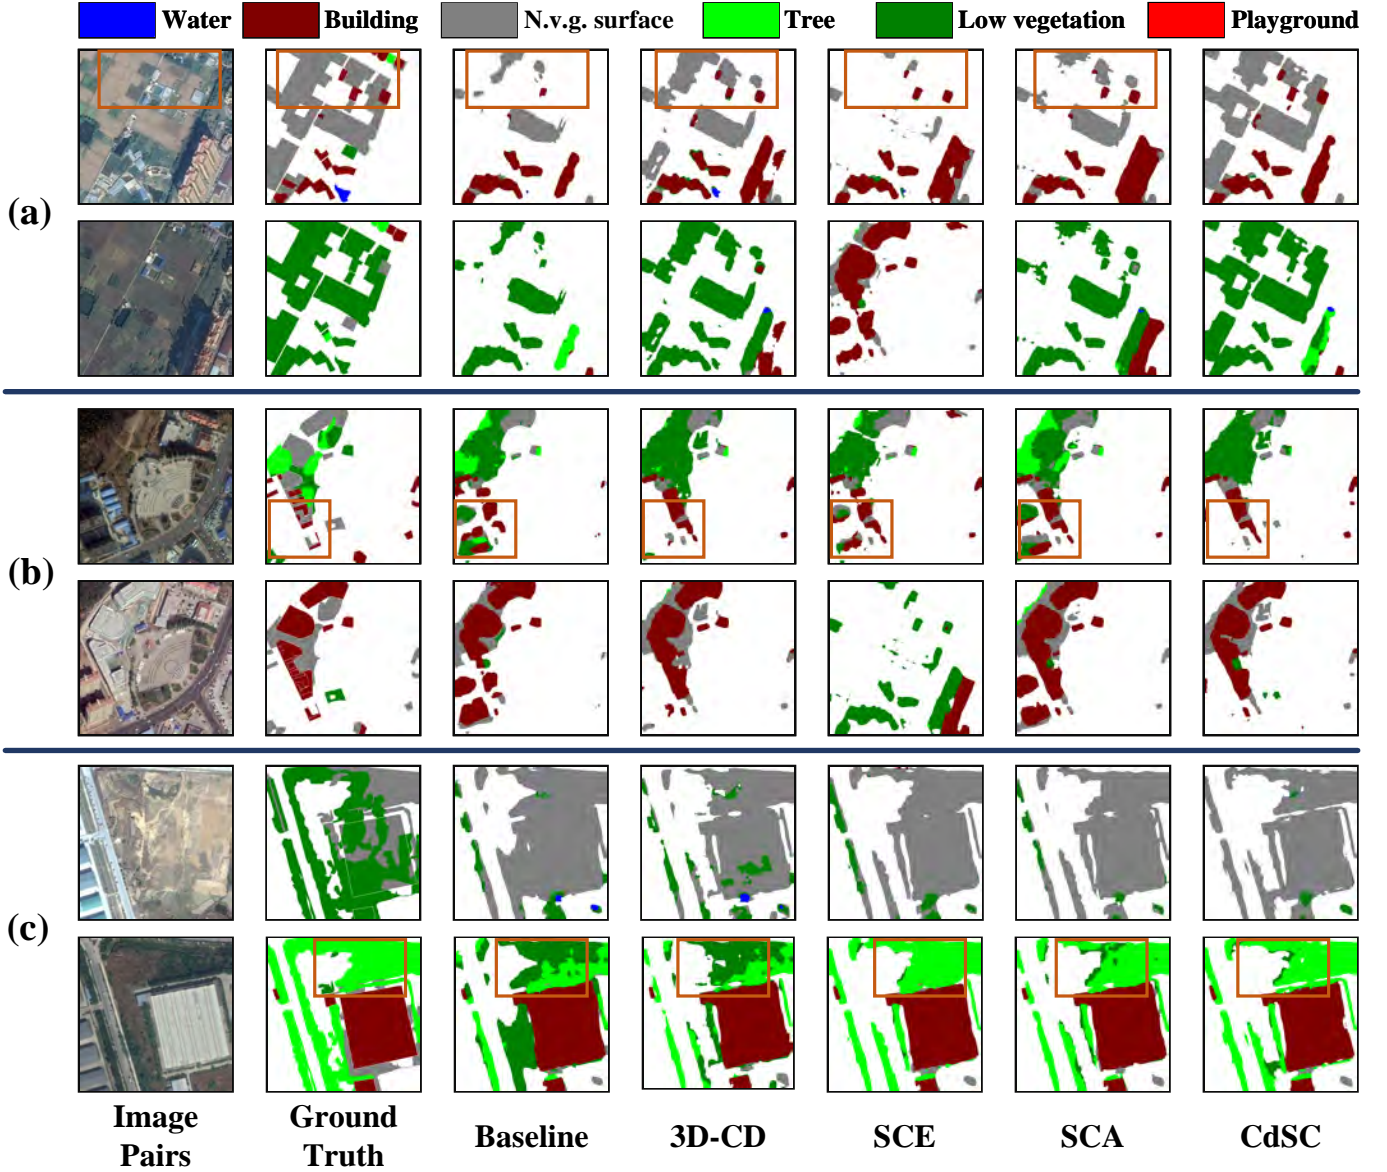 Water Building N.v.g. surface Tree Low vegetation Playground
(a)
(b)
(c)
Image Pairs
Ground Truth
Baseline
3D-CD
SCE
SCA
CdSC